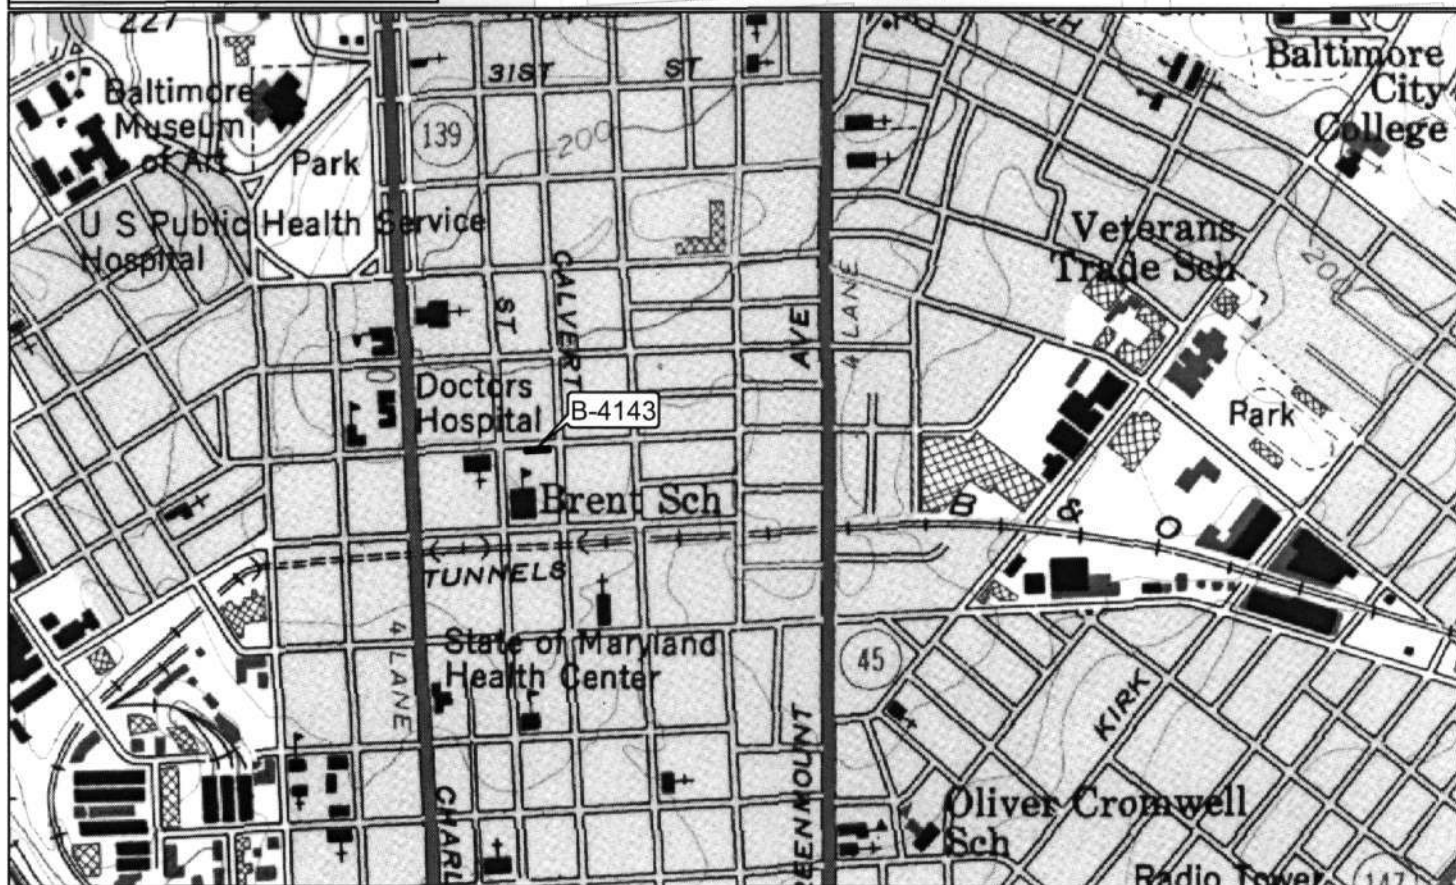 227
31ST ST
Baltimore
City
College
Baltimore
Museum
of Art
Park
139
200
U S Public Health Service
Hospital
Veterans
Trade Sch
200
CALVERT
ST
AVE
4 LANE
Doctors
Hospital
B-4143
Park
Brent Sch
B & O
TUNNELS
State of Maryland
Health Center
4 LANE
45
KIRK
GREENMOUNT
Oliver Cromwell
Sch
Radio Tower
147